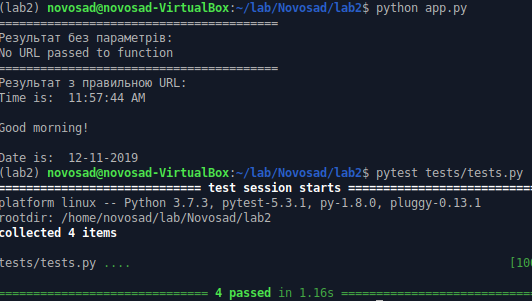 (lab2) novosad@novosad-VirtualBox:~/lab/Novosad/lab2$ python app.py
========================================
Результат без параметрів:
No URL passed to function
========================================
Результат з правильною URL:
Time is:  11:57:44 AM
Good morning!
Date is:  12-11-2019
(lab2) novosad@novosad-VirtualBox:~/lab/Novosad/lab2$ pytest tests/tests.py
============================= test session starts ==========================
platform linux -- Python 3.7.3, pytest-5.3.1, py-1.8.0, pluggy-0.13.1
rootdir: /home/novosad/lab/Novosad/lab2
collected 4 items
tests/tests.py .... [100
============================== 4 passed in 1.16s ===========================